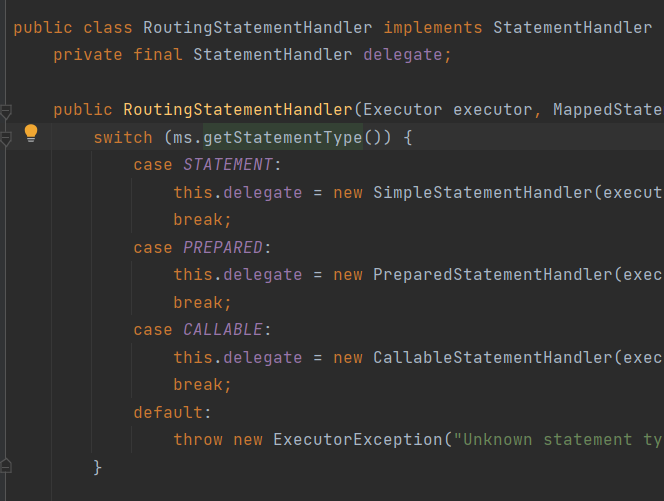 public class RoutingStatementHandler implements StatementHandler
private final StatementHandler delegate;
public RoutingStatementHandler(Executor executor, MappedState
switch (ms.getStatementType()) {
case STATEMENT:
this.delegate = new SimpleStatementHandler(execut
break;
case PREPARED:
this.delegate = new PreparedStatementHandler(exec
break;
case CALLABLE:
this.delegate = new CallableStatementHandler(exec
break;
default:
throw new ExecutorException("Unknown statement ty
}